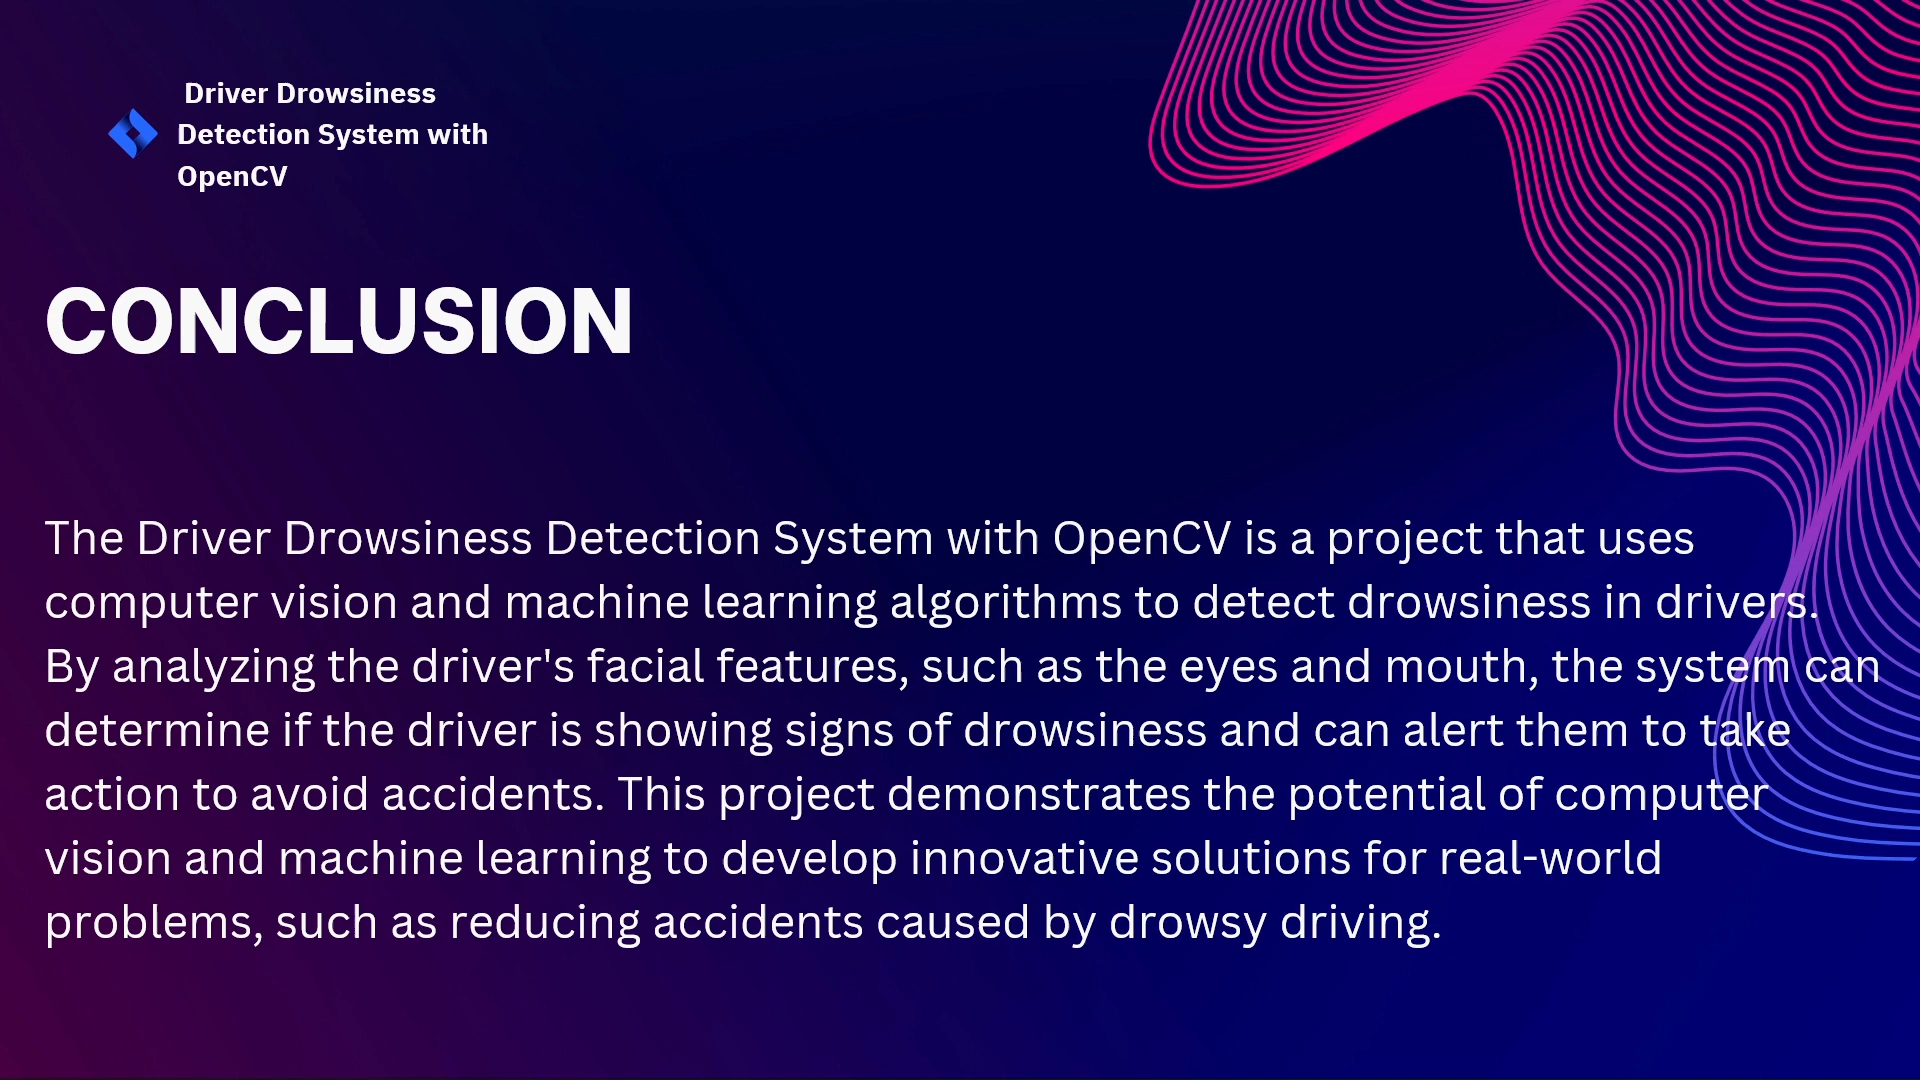 Driver Drowsiness
Detection System with
OpenCV
CONCLUSION
The Driver Drowsiness Detection System with OpenCV is a project that uses
computer vision and machine learning algorithms to detect drowsiness in drivers.
By analyzing the driver's facial features, such as the eyes and mouth, the system can
determine if the driver is showing signs of drowsiness and can alert them to take
action to avoid accidents. This project demonstrates the potential of computer
vision and machine learning to develop innovative solutions for real-world
problems, such as reducing accidents caused by drowsy driving.